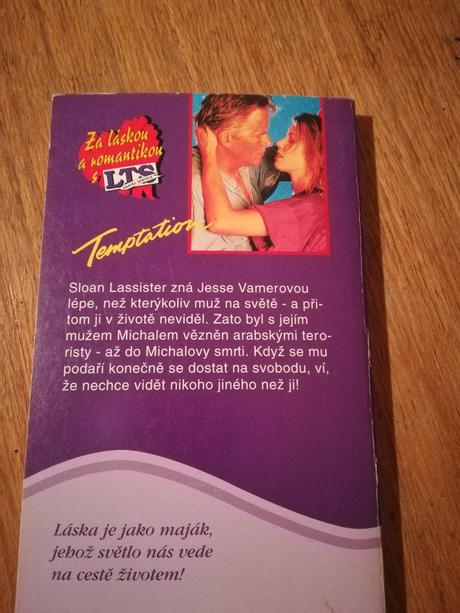 Za láskou
a romantikou
s LTS
Temptation
Sloan Lassister zná Jesse Vamerovou
lépe, než kterýkoliv muž na světě - a při-
tom ji v životě neviděl. Zato byl s jejím
mužem Michalem vězněn arabskými tero-
risty - až do Michalovy smrti. Když se mu
podaří konečně se dostat na svobodu, ví,
že nechce vidět nikoho jiného než ji!
Láska je jako maják,
jehož světlo nás vede
na cestě životem!